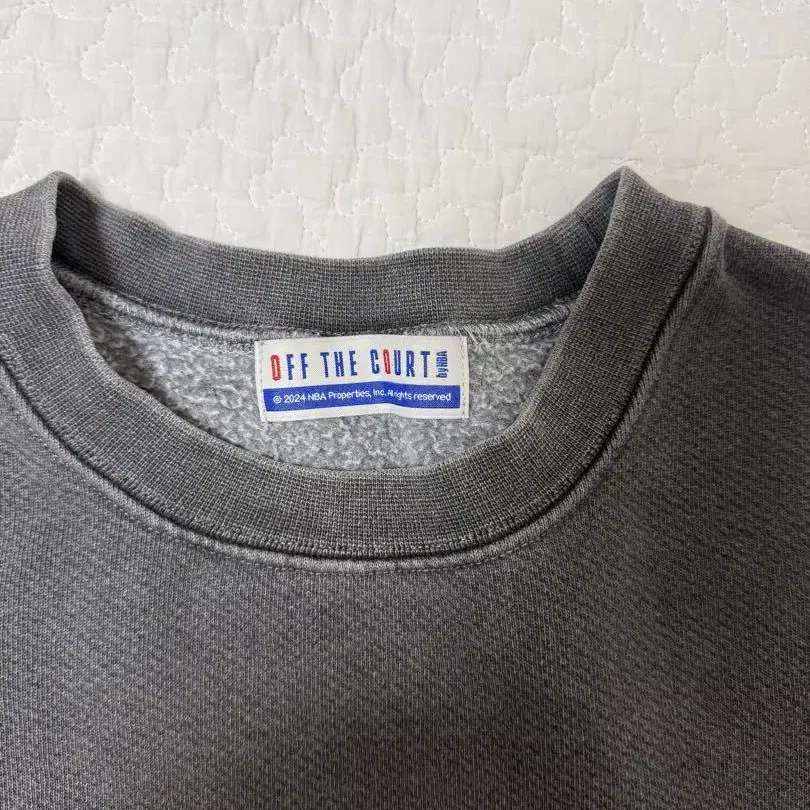 OFF THE COURT by NBA
© 2024 NBA Properties, Inc. All rights reserved